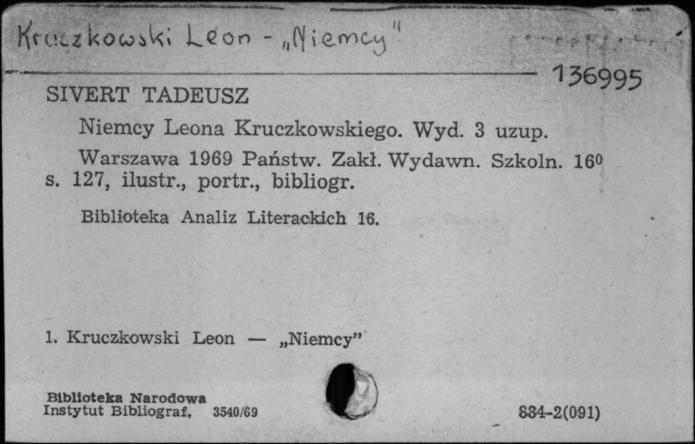 Kruczkowski Leon - „Niemcy"
136995
SIVERT TADEUSZ
Niemcy Leona Kruczkowskiego. Wyd. 3 uzup.
Warszawa 1969 Państw. Zakł. Wydawn. Szkoln. 16⁰
s. 127, ilustr., portr., bibliogr.
Biblioteka Analiz Literackich 16.
1. Kruczkowski Leon — „Niemcy”
Biblioteka Narodowa
Instytut Bibliograf. 3540/69
884-2(091)